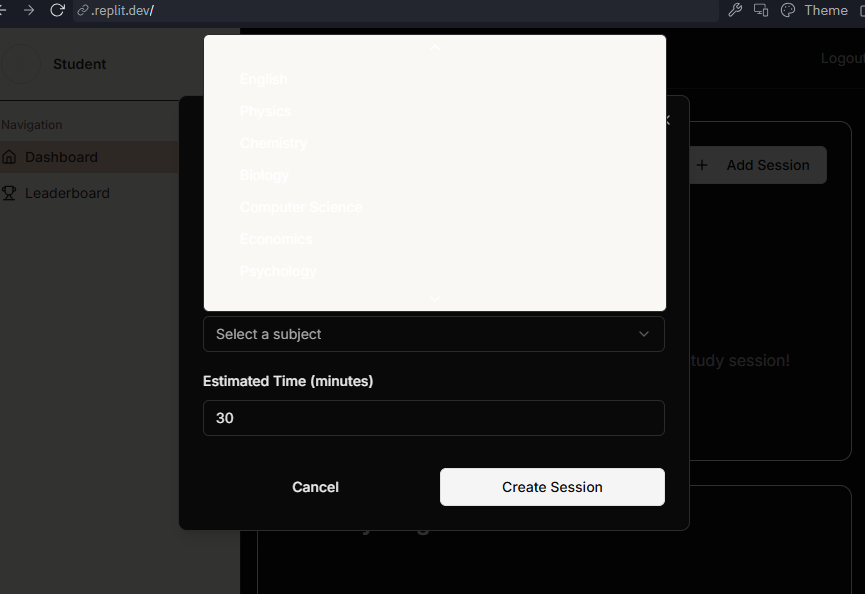 .replit.dev/
Theme
Student
Logout
Navigation
Dashboard
Leaderboard
English
Physics
Chemistry
Biology
Computer Science
Economics
Psychology
Add Session
Select a subject
tudy session!
Estimated Time (minutes)
30
Cancel
Create Session